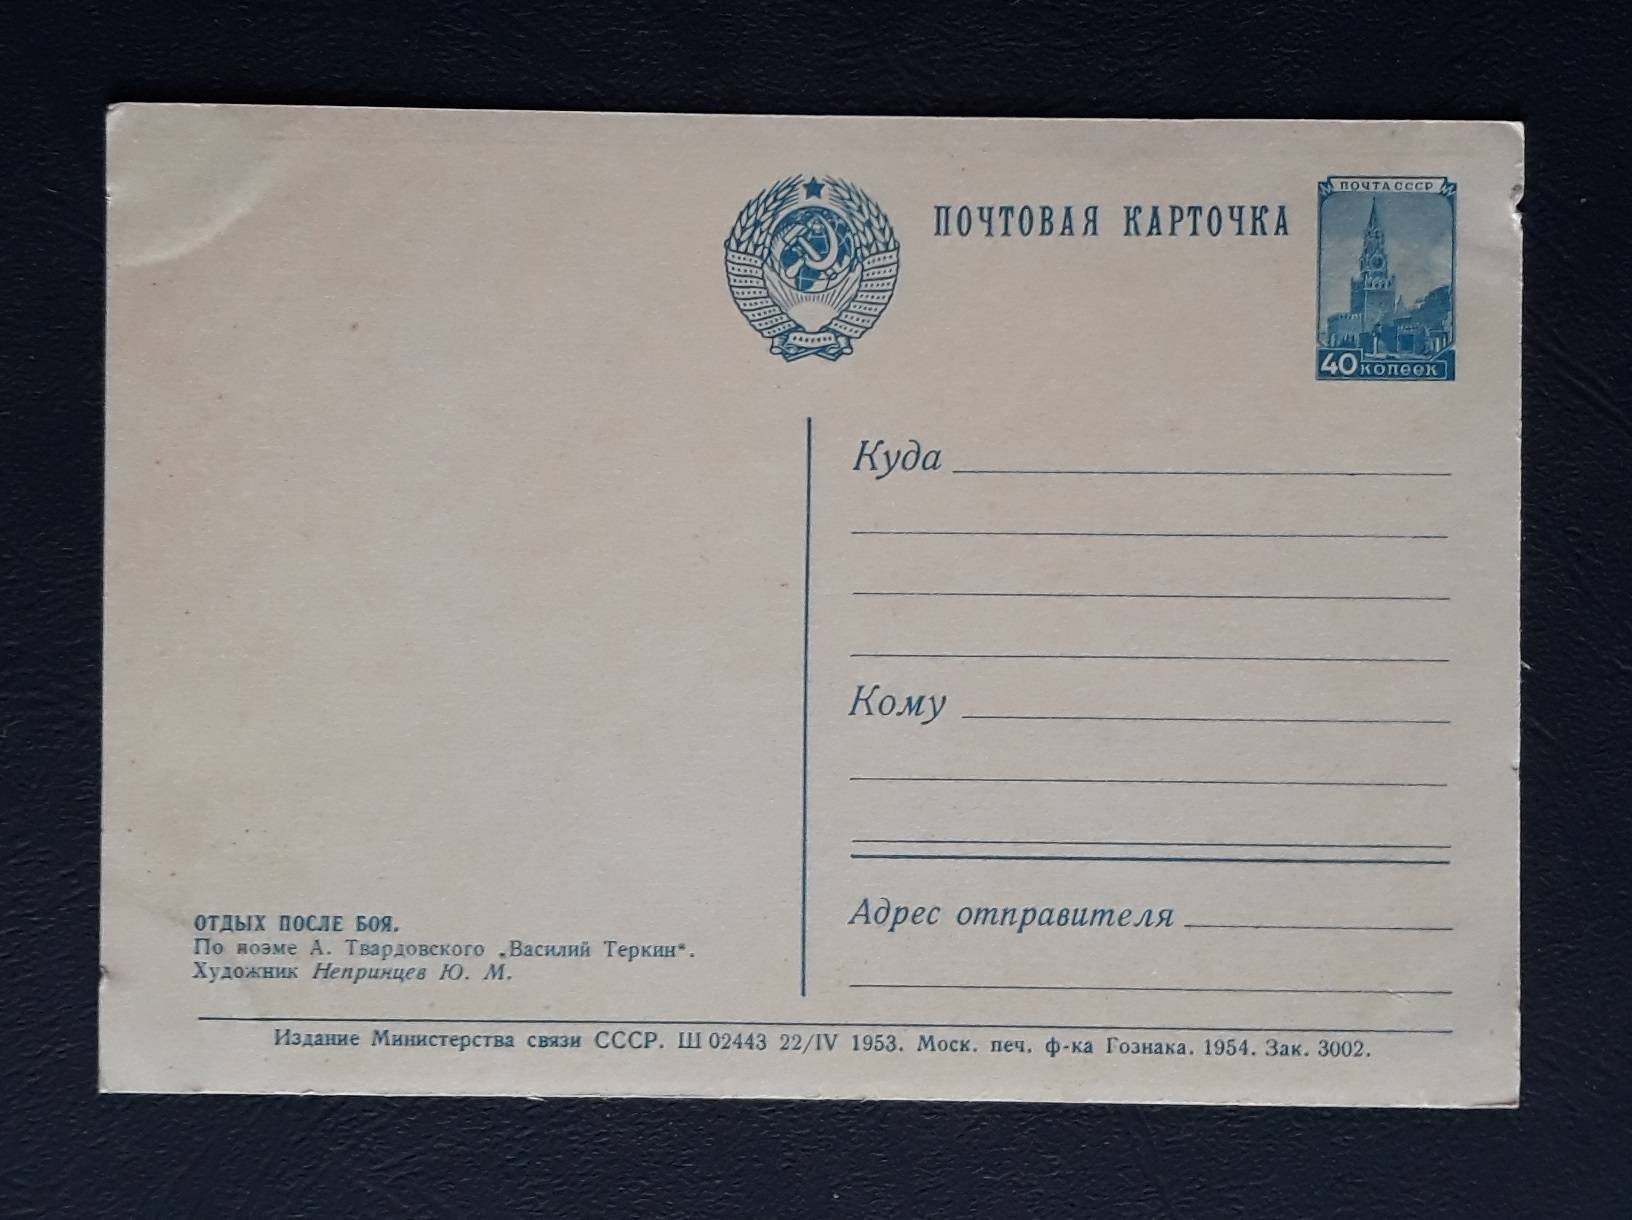 ПОЧТОВАЯ КАРТОЧКА
ПОЧТА СССР
40 КОПЕЕК
Куда
Кому
Адрес отправителя
ОТДЫХ ПОСЛЕ БОЯ.
По поэме А. Твардовского „Василий Теркин“.
Художник Непринцев Ю. М.
Издание Министерства связи СССР. Ш 02443 22/IV 1953. Моск. печ. ф-ка Гознака. 1954. Зак. 3002.